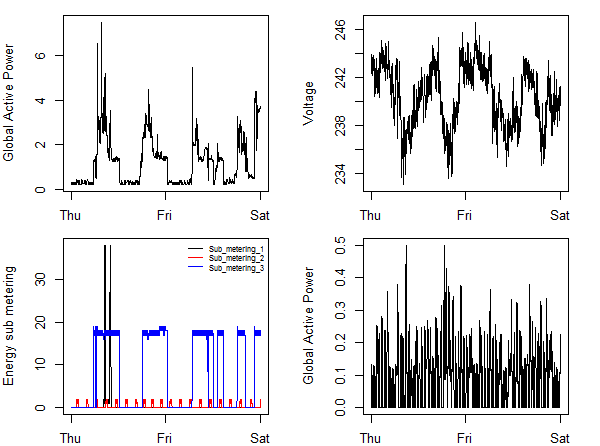 Global Active Power
0
2
4
6
Thu
Fri
Sat
Voltage
234
238
242
246
Thu
Fri
Sat
Energy sub metering
0
10
20
30
Sub_metering_1
Sub_metering_2
Sub_metering_3
Thu
Fri
Sat
Global Active Power
0.0
0.1
0.2
0.3
0.4
0.5
Thu
Fri
Sat